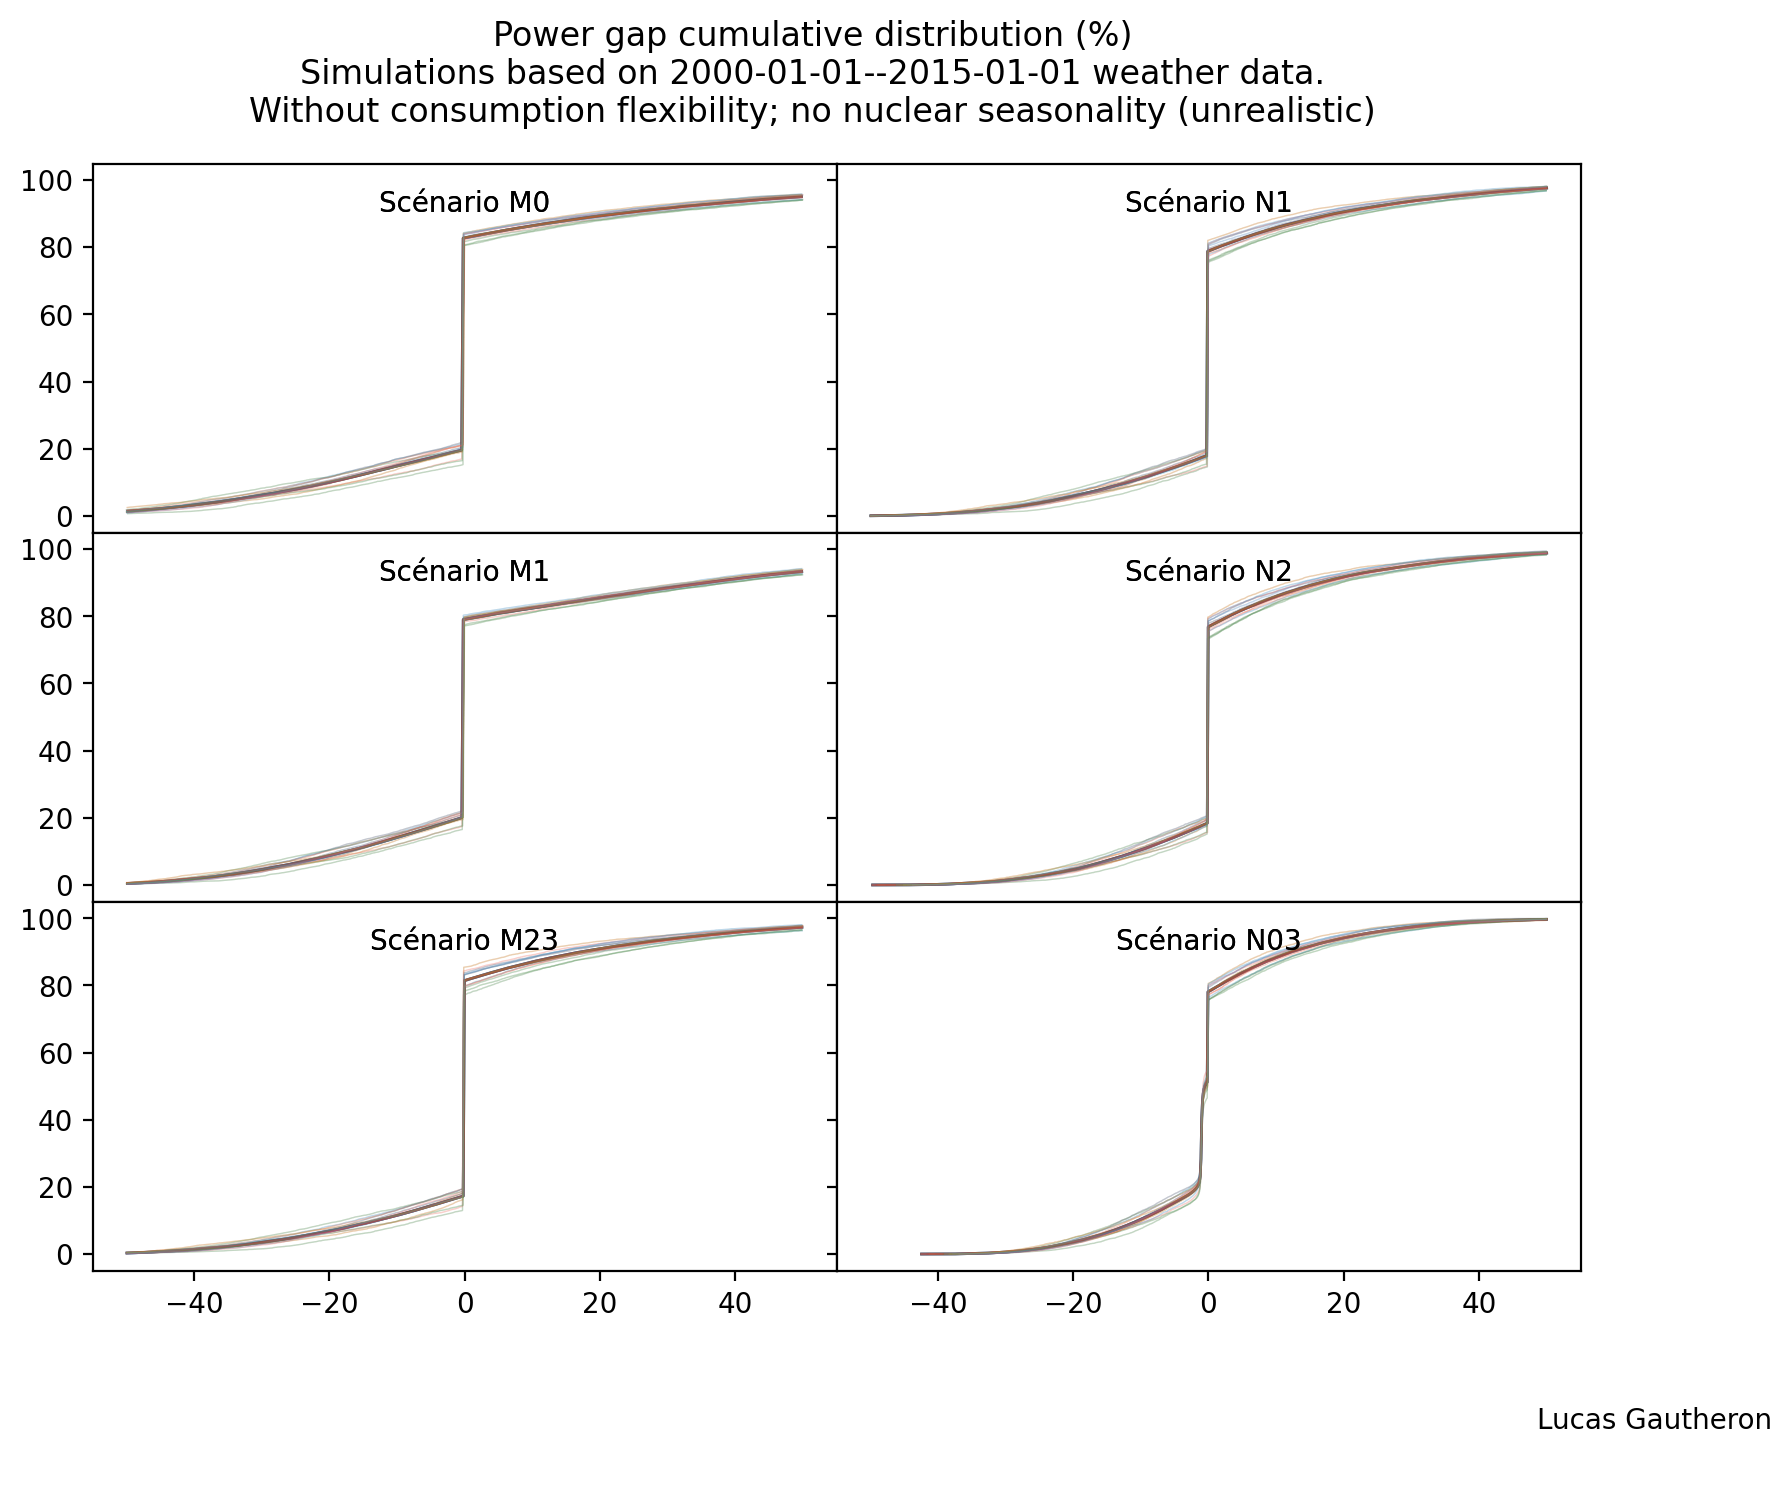 Power gap cumulative distribution (%)
Simulations based on 2000-01-01--2015-01-01 weather data.
Without consumption flexibility; no nuclear seasonality (unrealistic)
100
80
60
40
20
0
Scénario M0
Scénario N1
100
80
60
40
20
0
Scénario M1
Scénario N2
100
80
60
40
20
0
Scénario M23
Scénario N03
−40 −20 0 20 40
−40 −20 0 20 40
Lucas Gautheron